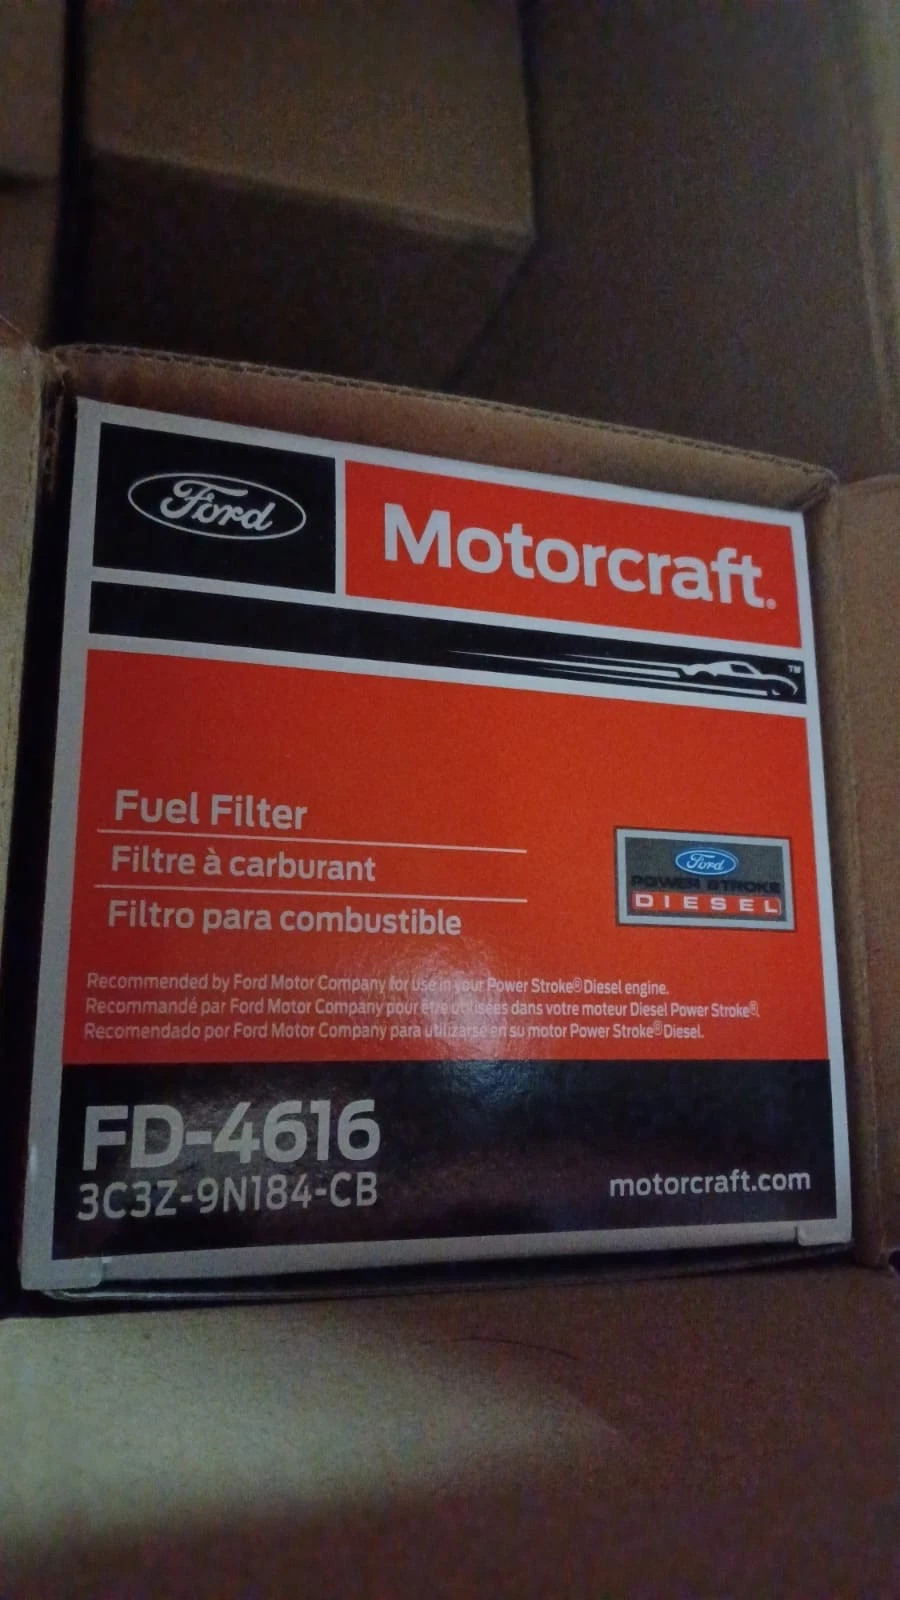 Ford
Motorcraft®
TM
Fuel Filter
Filtre à carburant
Filtro para combustible
Ford
POWER STROKE
DIESEL
Recommended by Ford Motor Company for use in your Power Stroke® Diesel engine.
Recommandé par Ford Motor Company pour être utilisées dans votre moteur Diesel Power Stroke®.
Recomendado por Ford Motor Company para utilizarse en su motor Power Stroke® Diesel.
FD-4616
3C3Z-9N184-CB
motorcraft.com